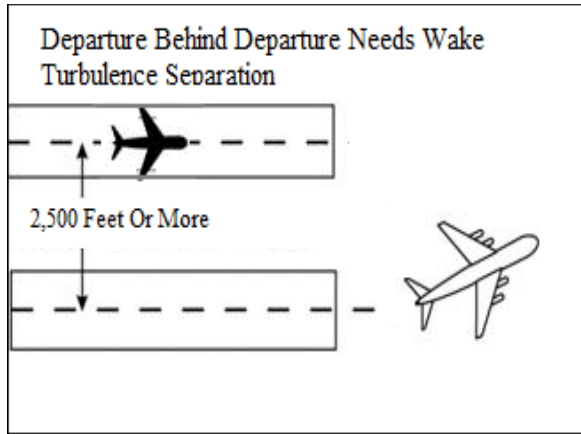 Departure Behind Departure Needs Wake
Turbulence Separation
2,500 Feet Or More